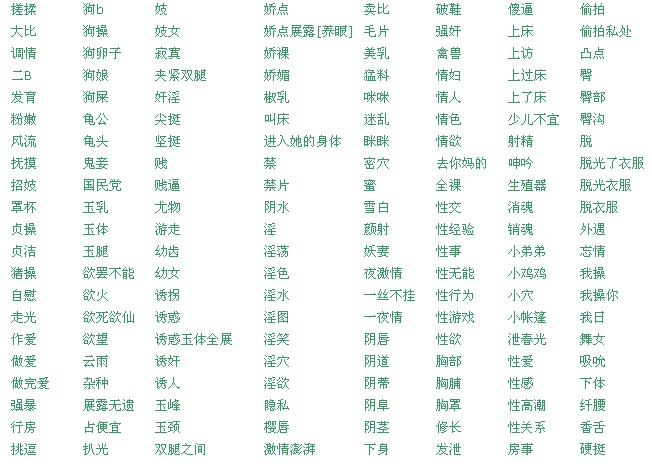 搓揉 狗b 妓 娇点 卖比 破鞋 傻逼 偷拍
大比 狗操 妓女 娇点展露[养眼] 毛片 强奸 上床 偷拍私处
调情 狗卵子 寂寞 娇裸 美乳 禽兽 上访 凸点
二B 狗娘 夹紧双腿 娇媚 猛料 情妇 上过床 臀
发育 狗屎 奸淫 椒乳 咪咪 情人 上了床 臀部
粉嫩 龟公 尖挺 叫床 迷乱 情色 少儿不宜 臀沟
风流 龟头 坚挺 进入她的身体 眯眯 情欲 射精 脱
抚摸 鬼妾 贱 禁 密穴 去你妈的 呻吟 脱光了衣服
招妓 国民党 贱逼 禁片 蜜 全裸 生殖器 脱光衣服
罩杯 玉乳 尤物 阴水 雪白 性交 消魂 脱衣服
贞操 玉体 游走 淫 颜射 性经验 销魂 外遇
贞洁 玉腿 幼齿 淫荡 妖妻 性事 小弟弟 忘情
猪操 欲罢不能 幼女 淫色 夜激情 性无能 小鸡鸡 我操
自慰 欲火 诱拐 淫水 一丝不挂 性行为 小穴 我操你
走光 欲死欲仙 诱惑 淫图 一夜情 性游戏 小帐篷 我日
作爱 欲望 诱惑玉体全展 淫笑 阴唇 性欲 泄春光 舞女
做爱 云雨 诱奸 淫穴 阴道 胸部 性爱 吸吮
做完爱 杂种 诱人 淫欲 阴蒂 胸脯 性感 下体
强暴 展露无遗 玉峰 隐私 阴阜 胸罩 性高潮 纤腰
行房 占便宜 玉颈 樱唇 阴茎 修长 性关系 香舌
挑逗 扒光 双腿之间 激情澎湃 下身 发泄 房事 硬挺